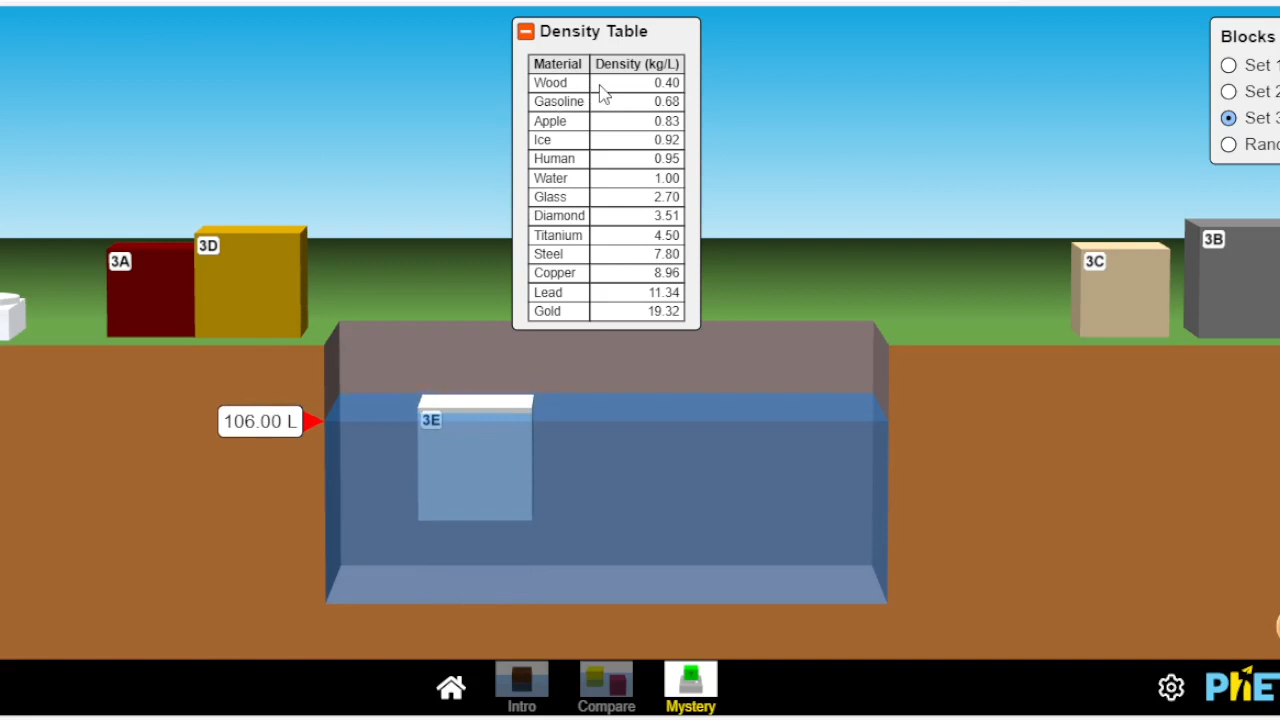 Density Table
Material Density (kg/L)
Wood 0.40
Gasoline 0.68
Apple 0.83
Ice 0.92
Human 0.95
Water 1.00
Glass 2.70
Diamond 3.51
Titanium 4.50
Steel 7.80
Copper 8.96
Lead 11.34
Gold 19.32
Blocks
Set 1
Set 2
Set 3
Rand
3A
3D
3C
3B
106.00 L
3E
Intro
Compare
Mystery
PhE